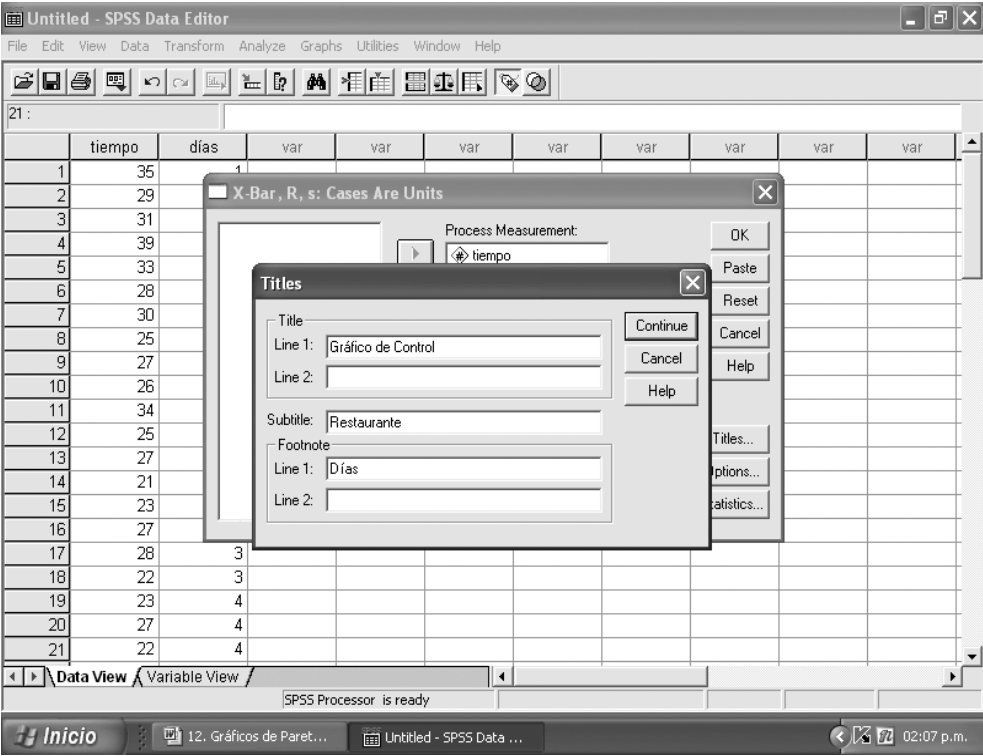 Untitled - SPSS Data Editor
File Edit View Data Transform Analyze Graphs Utilities Window Help
21 :
tiempo días var var var var var var var var
1 35 1
2 29
3 31
4 39
5 33
6 28
7 30
8 25
9 27
10 26
11 34
12 25
13 27
14 21
15 23
16 27
17 28 3
18 22 3
19 23 4
20 27 4
21 22 4
X-Bar, R, s: Cases Are Units
Process Measurement:
tiempo
OK
Paste
Reset
Cancel
Help
Titles...
ptions...
tatistics...
Titles
Title
Line 1: Gráfico de Control
Line 2:
Subtitle: Restaurante
Footnote
Line 1: Días
Line 2:
Continue
Cancel
Help
Data View Variable View
SPSS Processor is ready
Inicio 12. Gráficos de Paret... Untitled - SPSS Data ... 02:07 p.m.